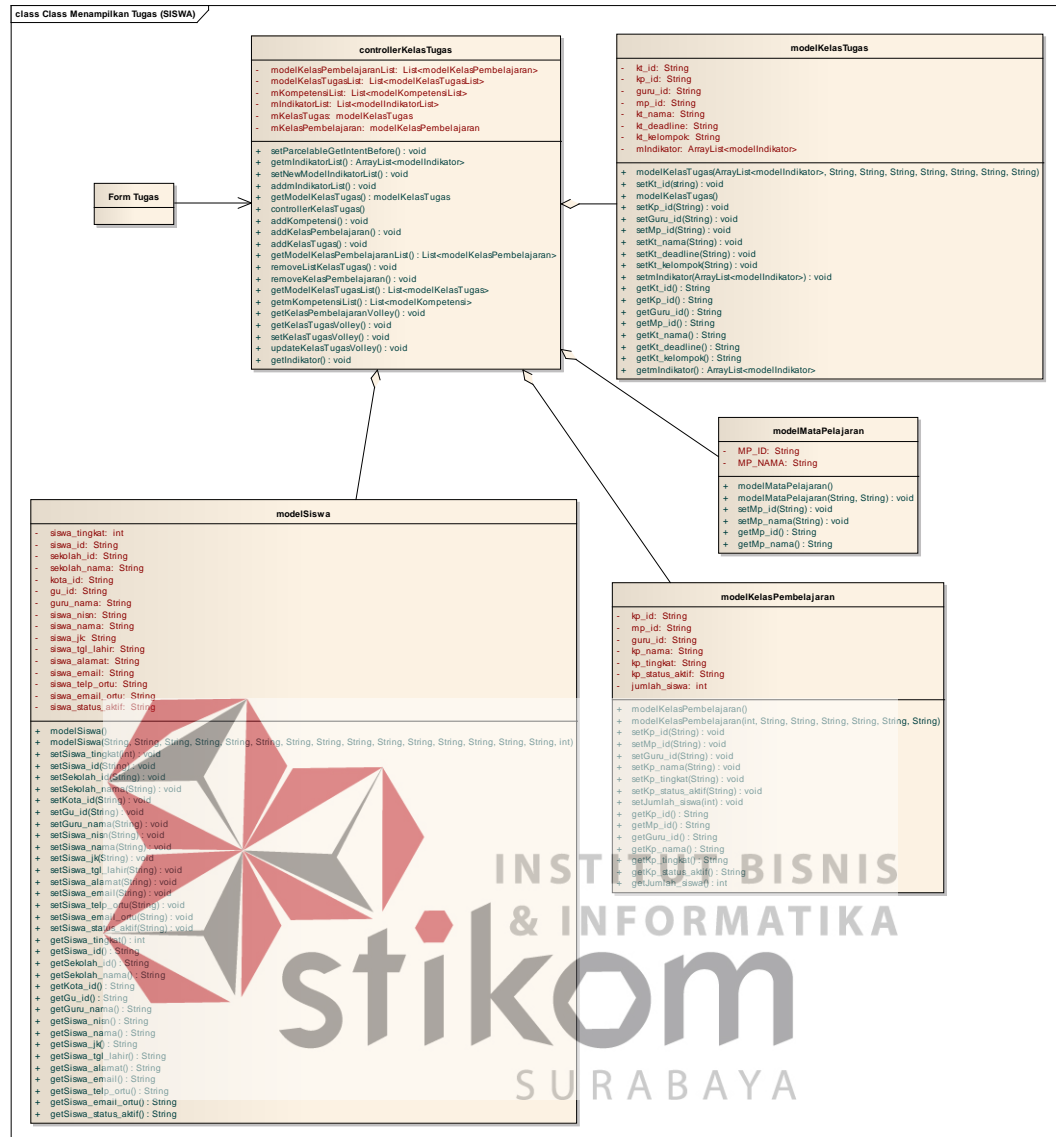 class Class Menampilkan Tugas (SISWA)
controllerKelasTugas
- modelKelasPembelajaranList: List<modelKelasPembelajaran>
- modelKelasTugasList: List<modelKelasTugasList>
- mKompetensiList: List<modelKompetensiList>
- mIndikatorList: List<modelIndikatorList>
- mKelasTugas: modelKelasTugas
- mKelasPembelajaran: modelKelasPembelajaran
+ setParcelableGetIntentBefore() : void
+ getmIndikatorList() : ArrayList<modelIndikator>
+ setNewModelIndikatorList() : void
+ addmIndikatorList() : void
+ getModelKelasTugas() : modelKelasTugas
+ controllerKelasTugas()
+ addKompetensi() : void
+ addKelasPembelajaran() : void
+ addKelasTugas() : void
+ getModelKelasPembelajaranList() : List<modelKelasPembelajaran>
+ removeListKelasTugas() : void
+ removeKelasPembelajaran() : void
+ getModelKelasTugasList() : List<modelKelasTugas>
+ getmKompetensiList() : List<modelKompetensi>
+ getKelasPembelajaranVolley() : void
+ getKelasTugasVolley() : void
+ setKelasTugasVolley() : void
+ updateKelasTugasVolley() : void
+ getIndikator() : void
modelKelasTugas
- kt_id: String
- kp_id: String
- guru_id: String
- mp_id: String
- kt_nama: String
- kt_deadline: String
- kt_kelompok: String
- mIndikator: ArrayList<modelIndikator>
+ modelKelasTugas(ArrayList<modelIndikator>, String, String, String, String, String, String, String)
+ setKt_id(string) : void
+ modelKelasTugas()
+ setKp_id(String) : void
+ setGuru_id(String) : void
+ setMp_id(String) : void
+ setKt_nama(String) : void
+ setKt_deadline(String) : void
+ setKt_kelompok(String) : void
+ setmIndikator(ArrayList<modelIndikator>) : void
+ getKt_id() : String
+ getKp_id() : String
+ getGuru_id() : String
+ getMp_id() : String
+ getKt_nama() : String
+ getKt_deadline() : String
+ getKt_kelompok() : String
+ getmIndikator() : ArrayList<modelIndikator>
Form Tugas
modelMataPelajaran
- MP_ID: String
- MP_NAMA: String
+ modelMataPelajaran()
+ modelMataPelajaran(String, String) : void
+ setMp_id(String) : void
+ setMp_nama(String) : void
+ getMp_id() : String
+ getMp_nama() : String
modelSiswa
- siswa_tingkat: int
- siswa_id: String
- sekolah_id: String
- sekolah_nama: String
- kota_id: String
- gu_id: String
- guru_nama: String
- siswa_nisn: String
- siswa_nama: String
- siswa_jk: String
- siswa_tgl_lahir: String
- siswa_alamat: String
- siswa_email: String
- siswa_telp_ortu: String
- siswa_email_ortu: String
- siswa_status_aktif: String
+ modelSiswa()
+ modelSiswa(String, String, String, String, String, String, String, String, String, String, String, String, String, String, String, int)
+ setSiswa_tingkat(int) : void
+ setSiswa_id(String) : void
+ setSekolah_id(String) : void
+ setSekolah_nama(String) : void
+ setKota_id(String) : void
+ setGu_id(String) : void
+ setGuru_nama(String) : void
+ setSiswa_nisn(String) : void
+ setSiswa_nama(String) : void
+ setSiswa_jk(String) : void
+ setSiswa_tgl_lahir(String) : void
+ setSiswa_alamat(String) : void
+ setSiswa_email(String) : void
+ setSiswa_telp_ortu(String) : void
+ setSiswa_email_ortu(String) : void
+ setSiswa_status_aktif(String) : void
+ getSiswa_tingkat() : int
+ getSiswa_id() : String
+ getSekolah_id() : String
+ getSekolah_nama() : String
+ getKota_id() : String
+ getGu_id() : String
+ getGuru_nama() : String
+ getSiswa_nisn() : String
+ getSiswa_nama() : String
+ getSiswa_jk() : String
+ getSiswa_tgl_lahir() : String
+ getSiswa_alamat() : String
+ getSiswa_email() : String
+ getSiswa_telp_ortu() : String
+ getSiswa_email_ortu() : String
+ getSiswa_status_aktif() : String
modelKelasPembelajaran
- kp_id: String
- mp_id: String
- guru_id: String
- kp_nama: String
- kp_tingkat: String
- kp_status_aktif: String
- jumlah_siswa: int
+ modelKelasPembelajaran()
+ modelKelasPembelajaran(int, String, String, String, String, String, String)
+ setKp_id(String) : void
+ setMp_id(String) : void
+ setGuru_id(String) : void
+ setKp_nama(String) : void
+ setKp_tingkat(String) : void
+ setKp_status_aktif(String) : void
+ setJumlah_siswa(int) : void
+ getKp_id() : String
+ getMp_id() : String
+ getGuru_id() : String
+ getKp_nama() : String
+ getKp_tingkat() : String
+ getKp_status_aktif() : String
+ getJumlah_siswa() : int
INSTITUT BISNIS
& INFORMATIKA
stikom
SURABAYA